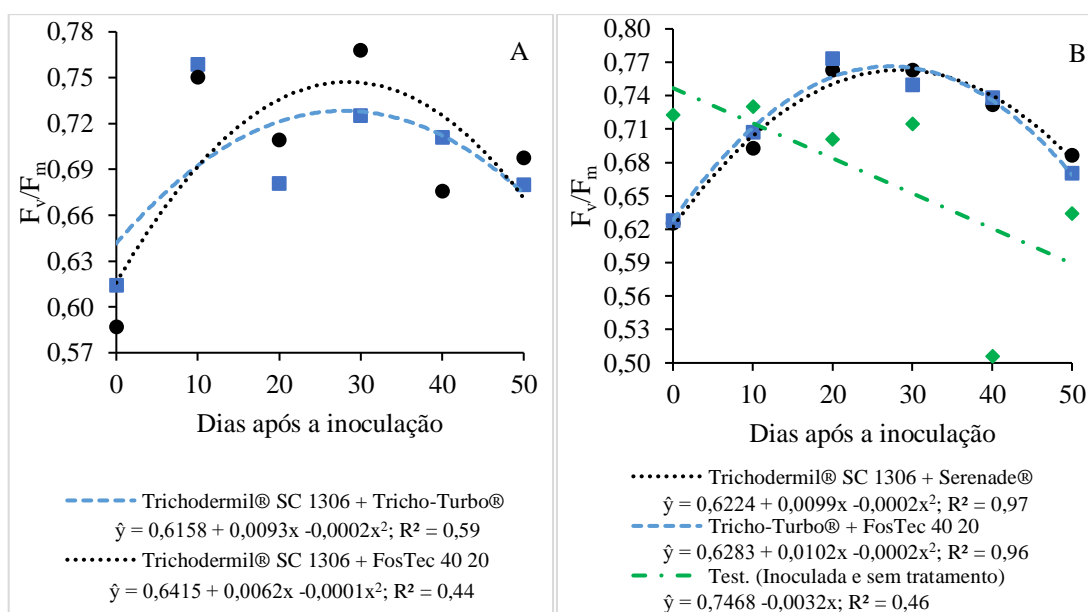 A
F_v/F_m
0,78
0,75
0,72
0,69
0,66
0,63
0,60
0,57
0 10 20 30 40 50
Dias após a inoculação
Trichodermil® SC 1306 + Tricho-Turbo®
ŷ = 0,6158 + 0,0093x -0,0002x²; R² = 0,59
Trichodermil® SC 1306 + FosTec 40 20
ŷ = 0,6415 + 0,0062x -0,0001x²; R² = 0,44
B
F_v/F_m
0,80
0,77
0,74
0,71
0,68
0,65
0,62
0,59
0,56
0,53
0,50
0 10 20 30 40 50
Dias após a inoculação
Trichodermil® SC 1306 + Serenade®
ŷ = 0,6224 + 0,0099x -0,0002x²; R² = 0,97
Tricho-Turbo® + FosTec 40 20
ŷ = 0,6283 + 0,0102x -0,0002x²; R² = 0,96
Test. (Inoculada e sem tratamento)
ŷ = 0,7468 -0,0032x; R² = 0,46